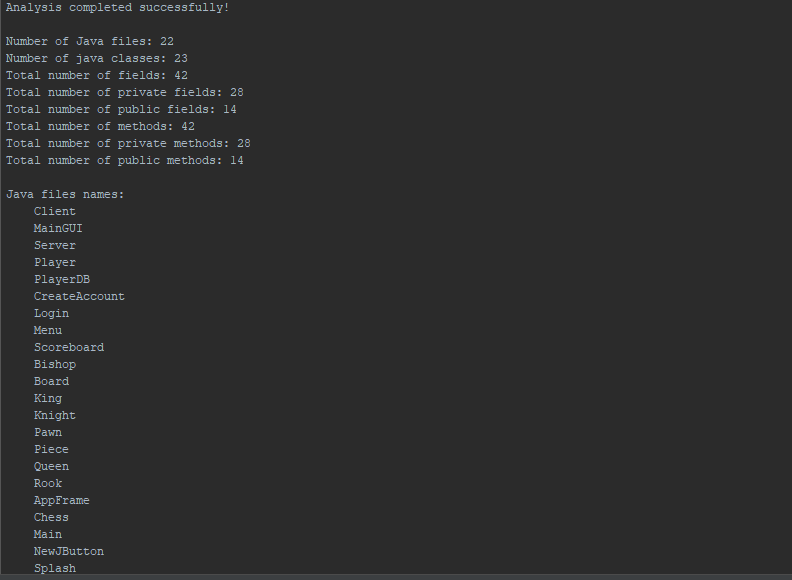 Analysis completed successfully!
Number of Java files: 22
Number of java classes: 23
Total number of fields: 42
Total number of private fields: 28
Total number of public fields: 14
Total number of methods: 42
Total number of private methods: 28
Total number of public methods: 14
Java files names:
Client
MainGUI
Server
Player
PlayerDB
CreateAccount
Login
Menu
Scoreboard
Bishop
Board
King
Knight
Pawn
Piece
Queen
Rook
AppFrame
Chess
Main
NewJButton
Splash